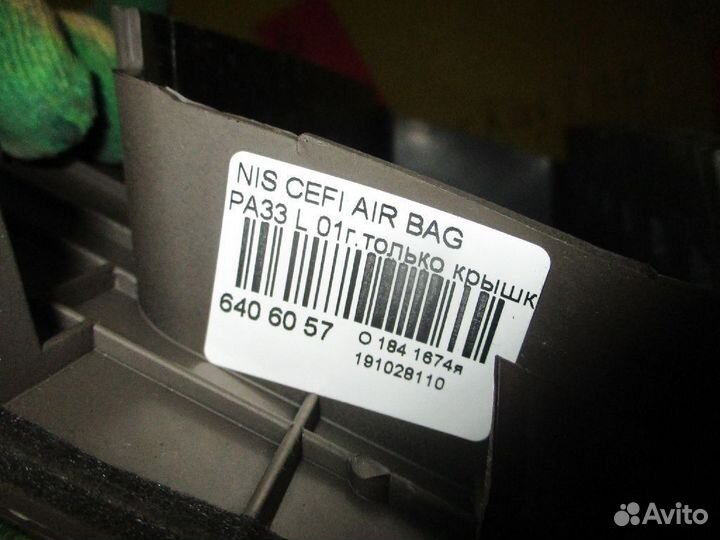 NIS CEFI AIR BAG
PA33 L 01г.только крышк
640 60 57
O 184 1674я
191028110
Avito